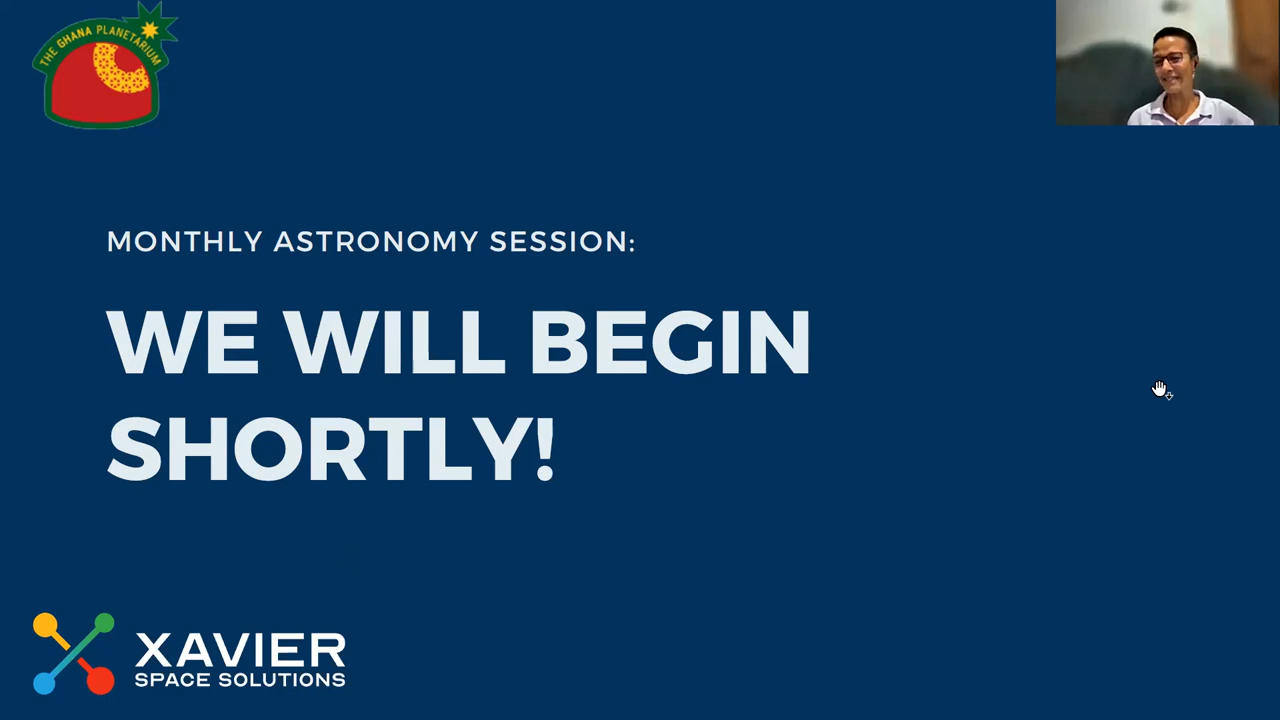 THE GHANA PLANETARIUM
MONTHLY ASTRONOMY SESSION:
WE WILL BEGIN
SHORTLY!
XAVIER
SPACE SOLUTIONS